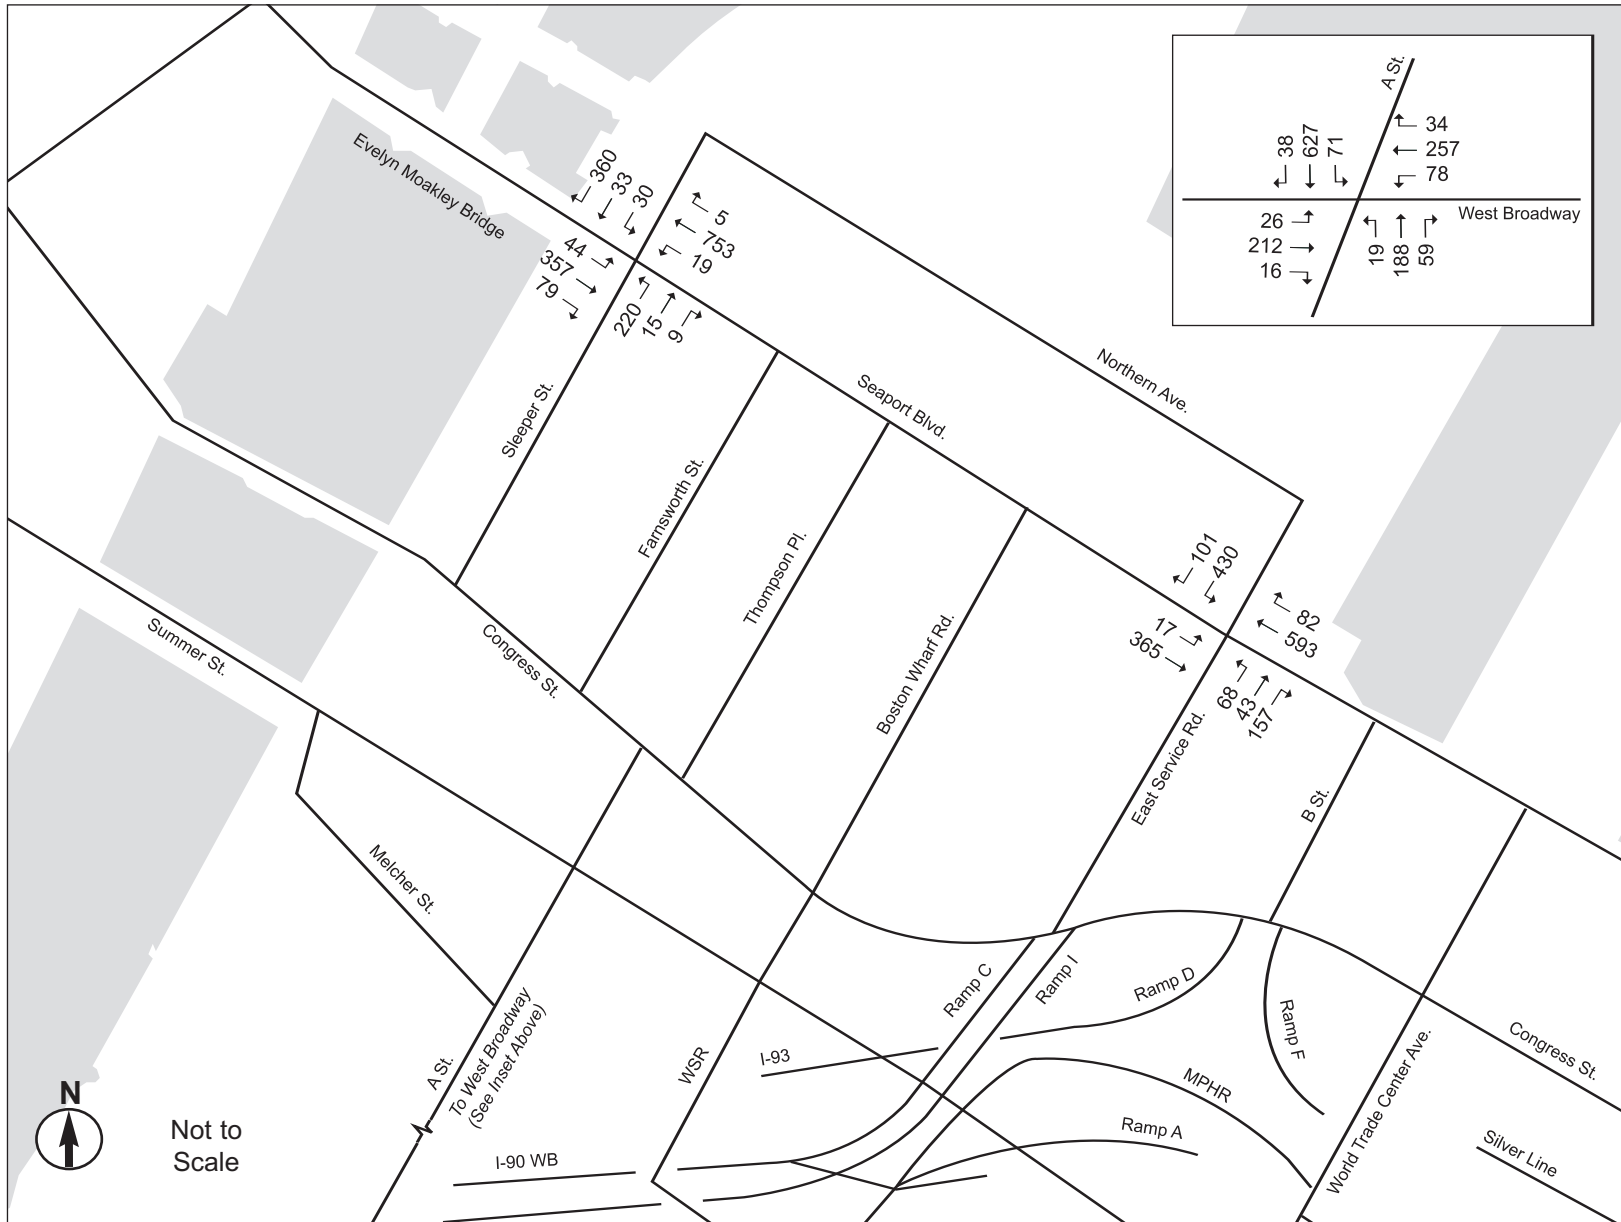 Evelyn Moakley Bridge
360
33
30
5
753
19
44
357
79
220
15
9
A St.
38
627
71
34
257
78
West Broadway
26
212
16
19
188
59
Northern Ave.
Seaport Blvd.
Sleeper St.
Farnsworth St.
Thompson Pl.
Boston Wharf Rd.
101
430
82
593
17
365
68
43
157
East Service Rd.
B St.
Summer St.
Congress St.
Melcher St.
A St.
To West Broadway
(See Inset Above)
WSR
I-93
Ramp C
Ramp I
Ramp D
Ramp F
MPHR
Ramp A
World Trade Center Ave.
Congress St.
Silver Line
I-90 WB
N
Not to
Scale